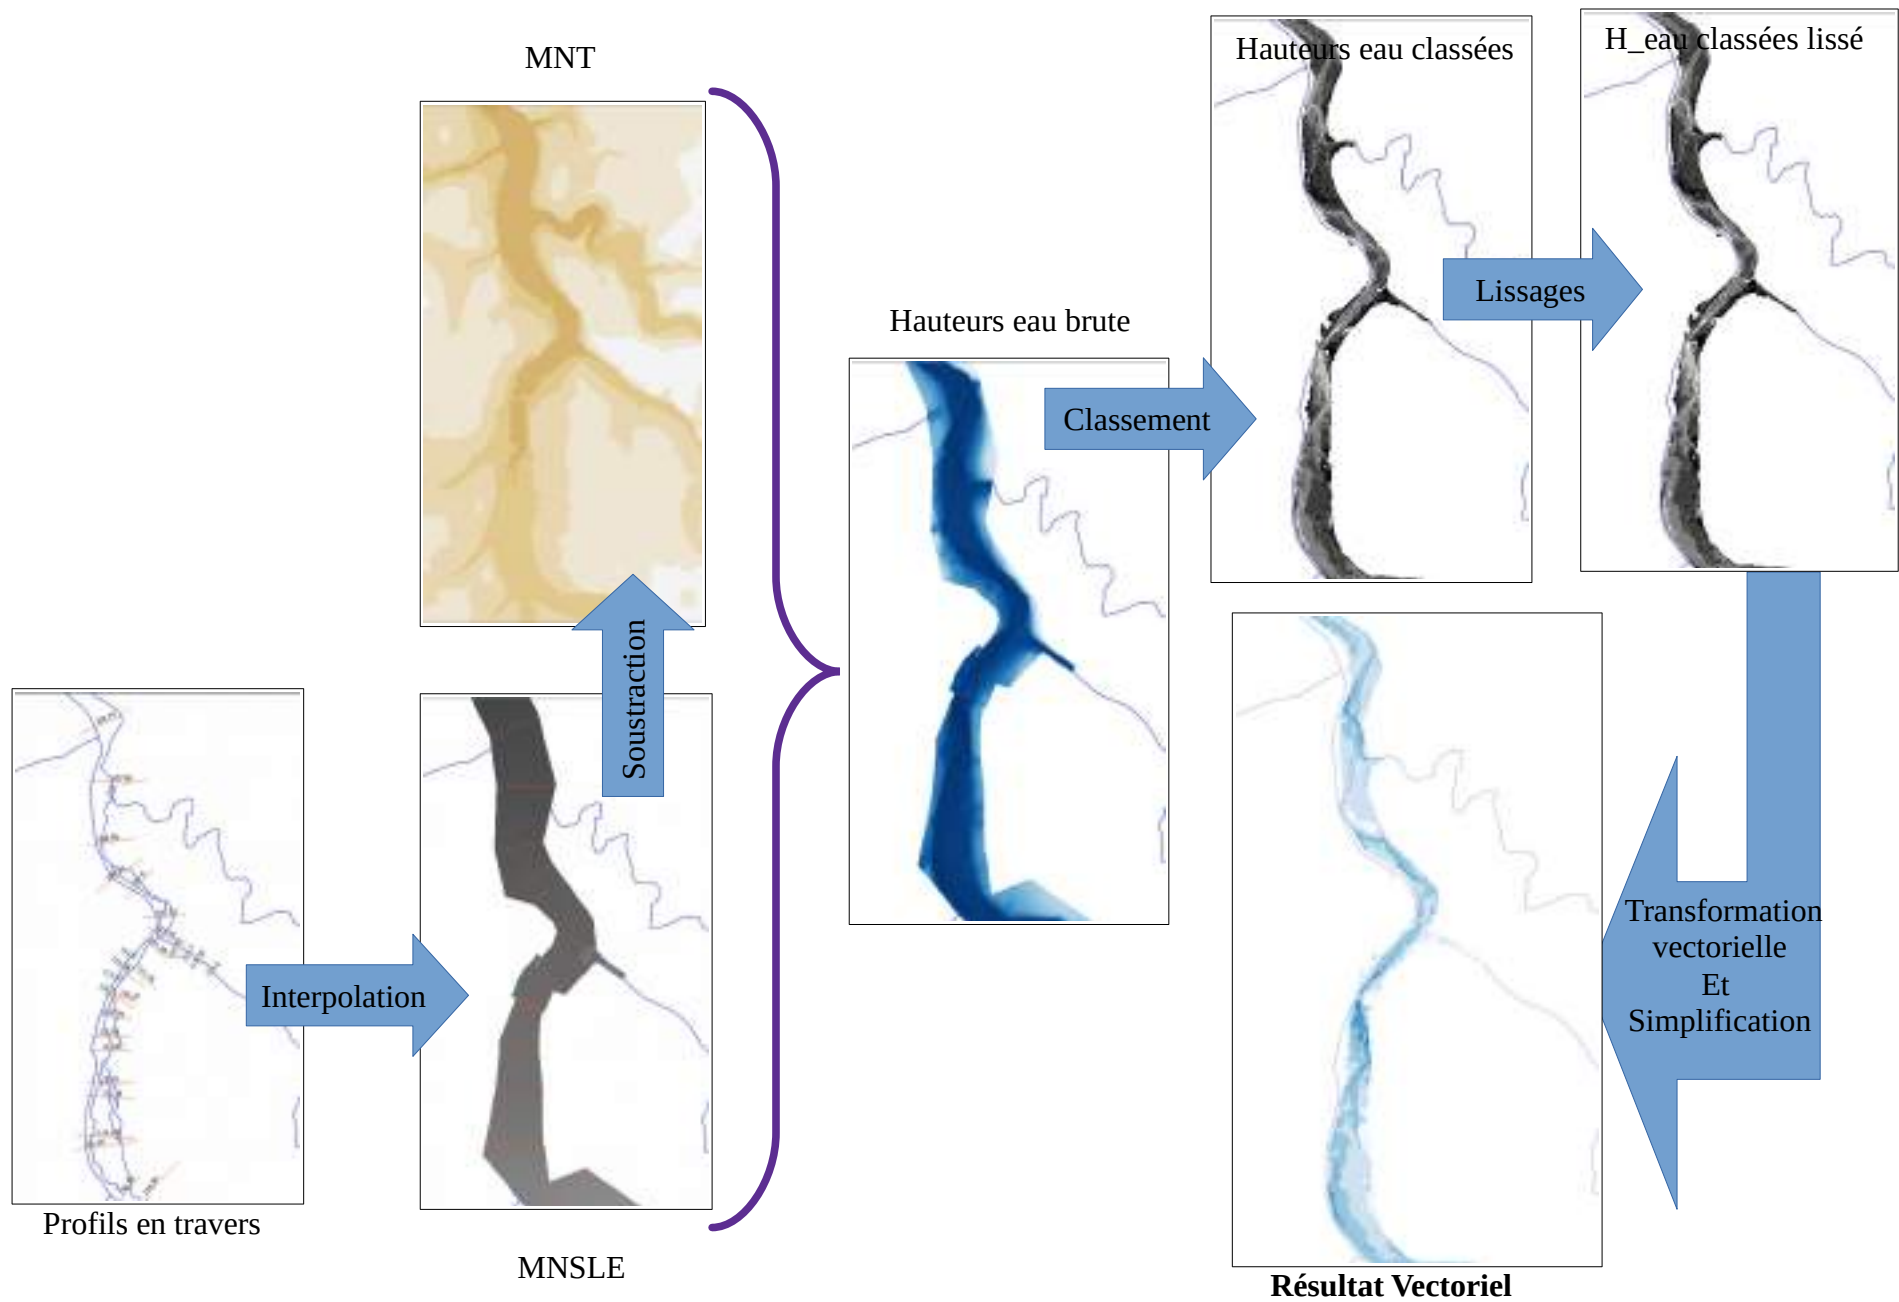 MNT
Hauteurs eau classées
H_eau classées lissé
Lissages
Hauteurs eau brute
Classement
Soustraction
Interpolation
Transformation
vectorielle
Et
Simplification
Profils en travers
MNSLE
Résultat Vectoriel